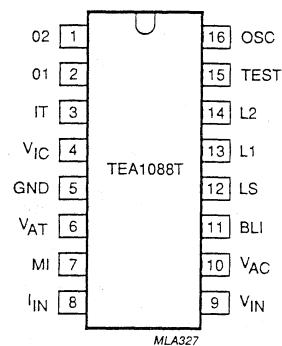 02 1 16 OSC
01 2 15 TEST
IT 3 14 L2
VIC 4 13 L1
TEA1088T
GND 5 12 LS
VAT 6 11 BLI
MI 7 10 VAC
IIN 8 9 VIN
MLA327